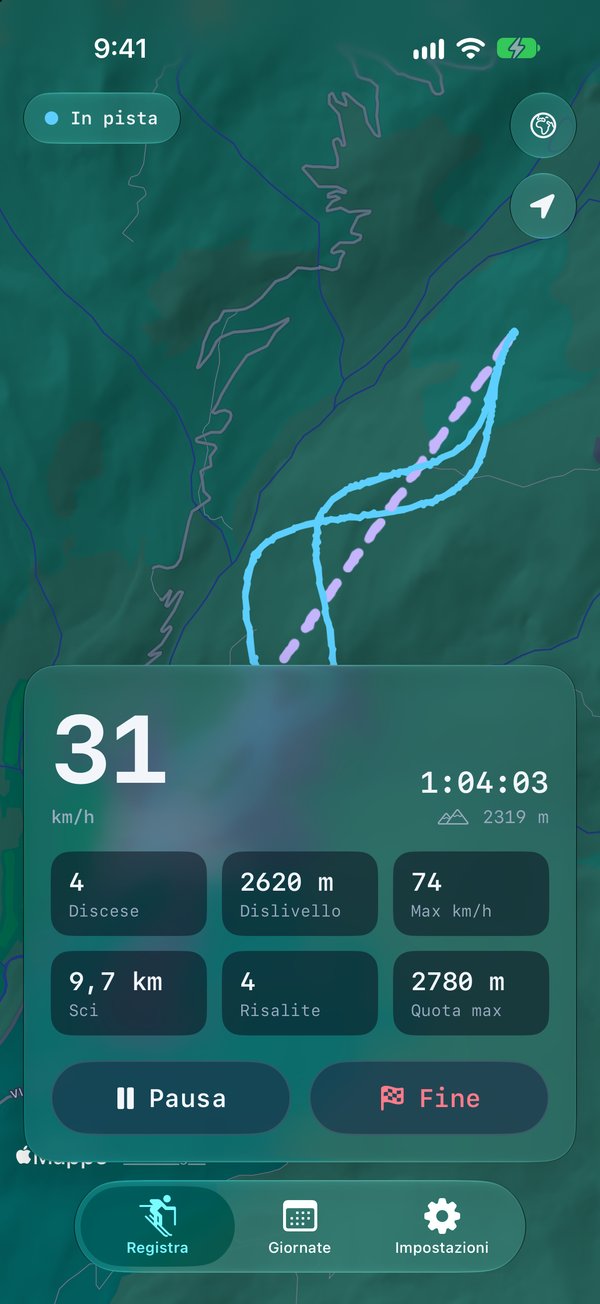 9:41
In pista
31
km/h
1:04:03
2319 m
4
Discese
2620 m
Dislivello
74
Max km/h
9,7 km
Sci
4
Risalite
2780 m
Quota max
Pausa
Fine
Mappe
Registra
Giornate
Impostazioni